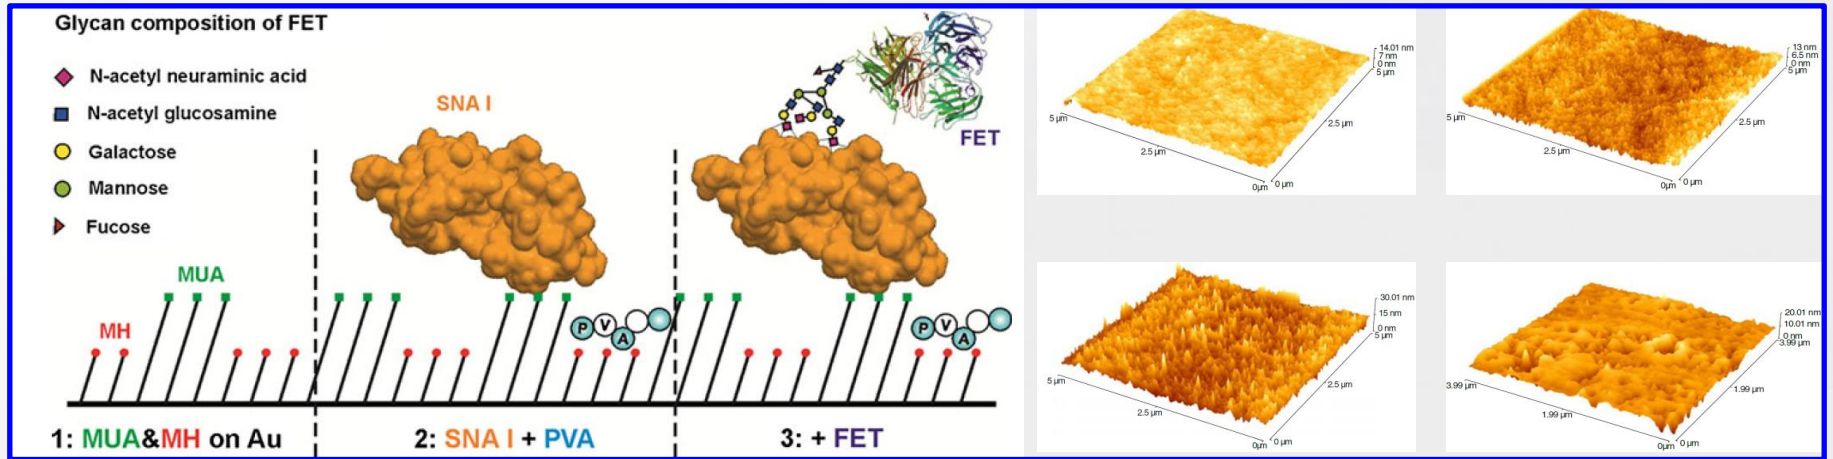 Glycan composition of FET
N-acetyl neuraminic acid
N-acetyl glucosamine
Galactose
Mannose
Fucose
MUA
MH
SNA I
FET
P V A
P V A
1: MUA&MH on Au
2: SNA I + PVA
3: + FET
14.01 nm
7 nm
0 nm
5 µm
5 µm
2.5 µm
2.5 µm
0µm
0 µm
13 nm
6.5 nm
0 nm
5 µm
5 µm
2.5 µm
2.5 µm
0µm
0 µm
30.01 nm
15 nm
0 nm
5 µm
5 µm
2.5 µm
2.5 µm
0µm
0 µm
20.01 nm
10.01 nm
0 nm
3.99 µm
3.99 µm
1.99 µm
1.99 µm
0µm
0 µm